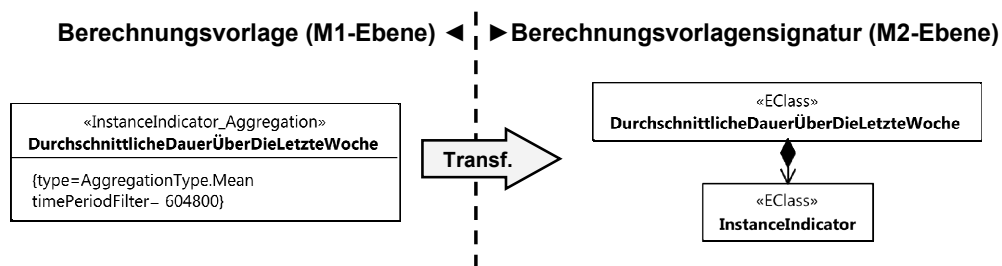 Berechnungsvorlage (M1-Ebene) ◄ ►Berechnungsvorlagensignatur (M2-Ebene)
«InstanceIndicator_Aggregation»
DurchschnittlicheDauerÜberDieLetzteWoche
{type=AggregationType.Mean
timePeriodFilter= 604800}
Transf.
«EClass»
DurchschnittlicheDauerÜberDieLetzteWoche
«EClass»
InstanceIndicator